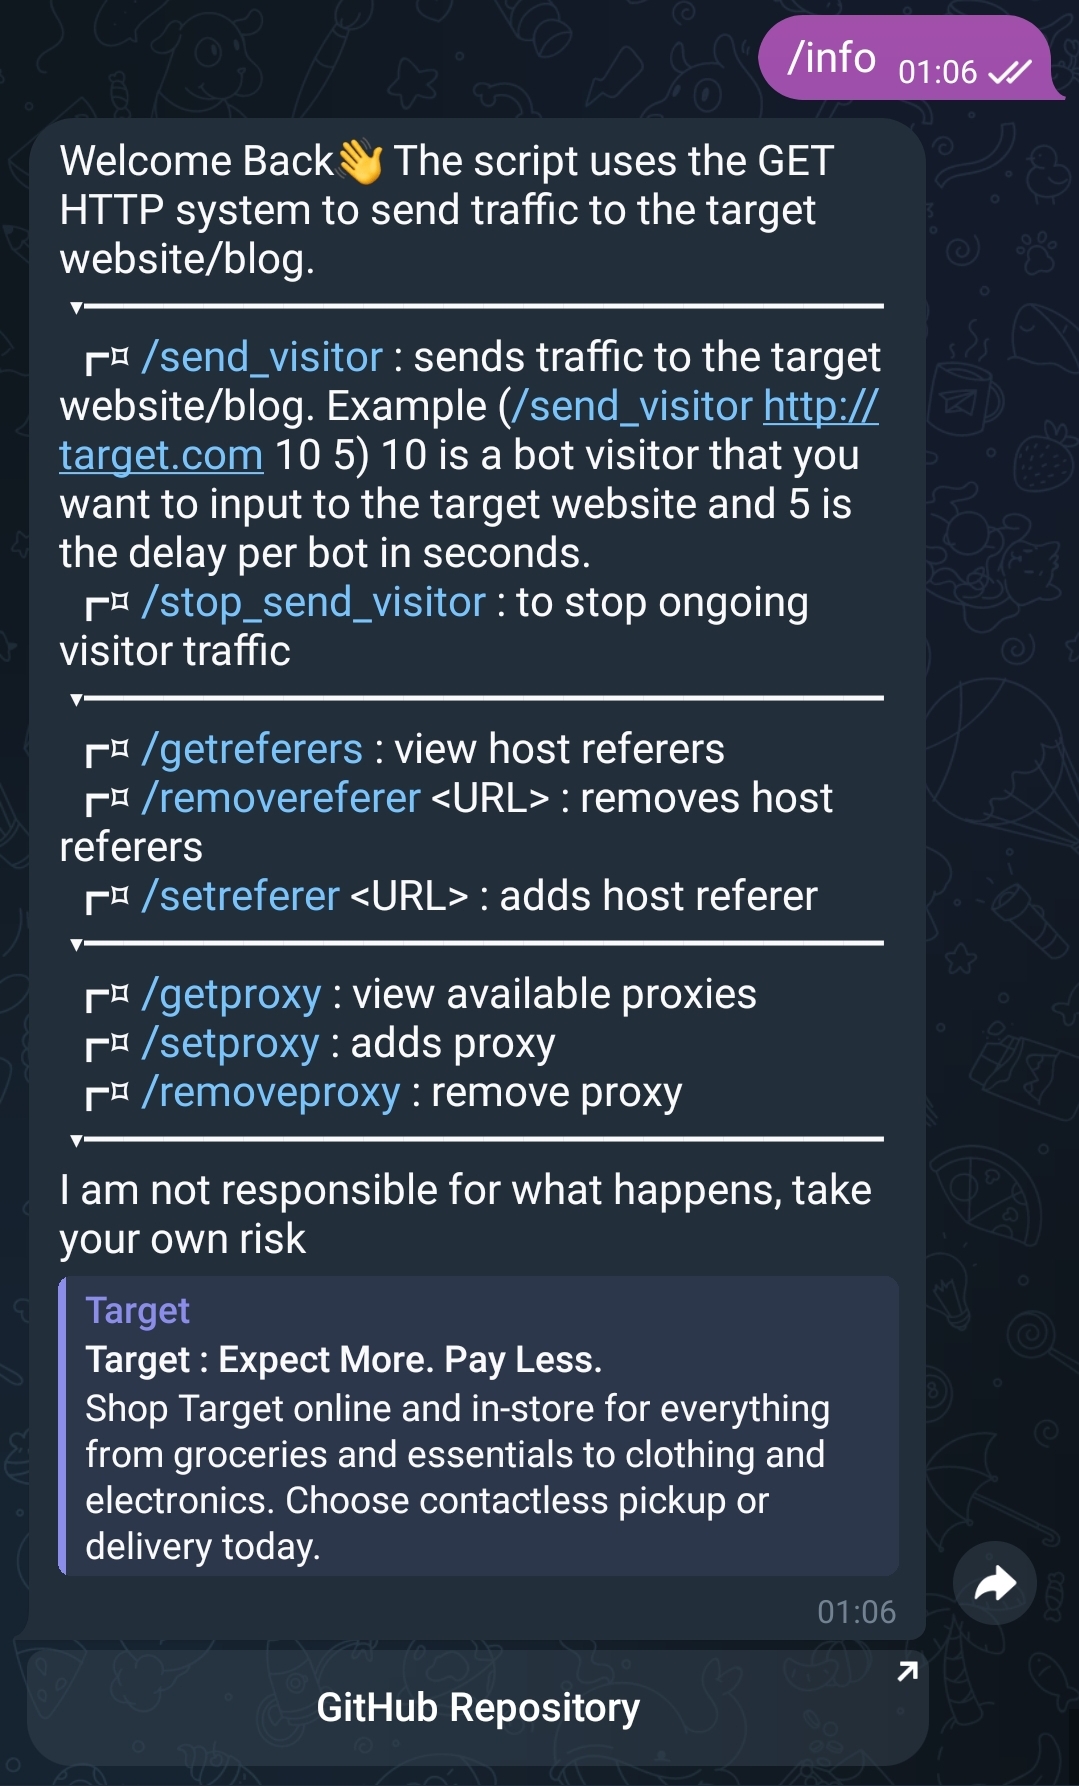 /info 01:06
Welcome Back👋 The script uses the GET
HTTP system to send traffic to the target
website/blog.
/send_visitor : sends traffic to the target
website/blog. Example (/send_visitor http://
target.com 10 5) 10 is a bot visitor that you
want to input to the target website and 5 is
the delay per bot in seconds.
/stop_send_visitor : to stop ongoing
visitor traffic
/getreferers : view host referers
/removereferer <URL> : removes host
referers
/setreferer <URL> : adds host referer
/getproxy : view available proxies
/setproxy : adds proxy
/removeproxy : remove proxy
I am not responsible for what happens, take
your own risk
Target
Target : Expect More. Pay Less.
Shop Target online and in-store for everything
from groceries and essentials to clothing and
electronics. Choose contactless pickup or
delivery today.
01:06
GitHub Repository